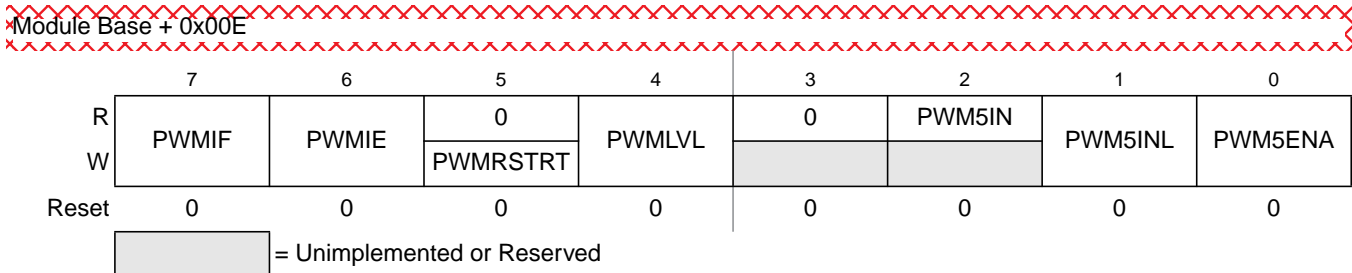 Module Base + 0x00E
7 6 5 4 3 2 1 0
R PWMIF PWMIE 0 PWMLVL 0 PWM5IN PWM5INL PWM5ENA
W PWMRSTRT
Reset 0 0 0 0 0 0 0 0
= Unimplemented or Reserved